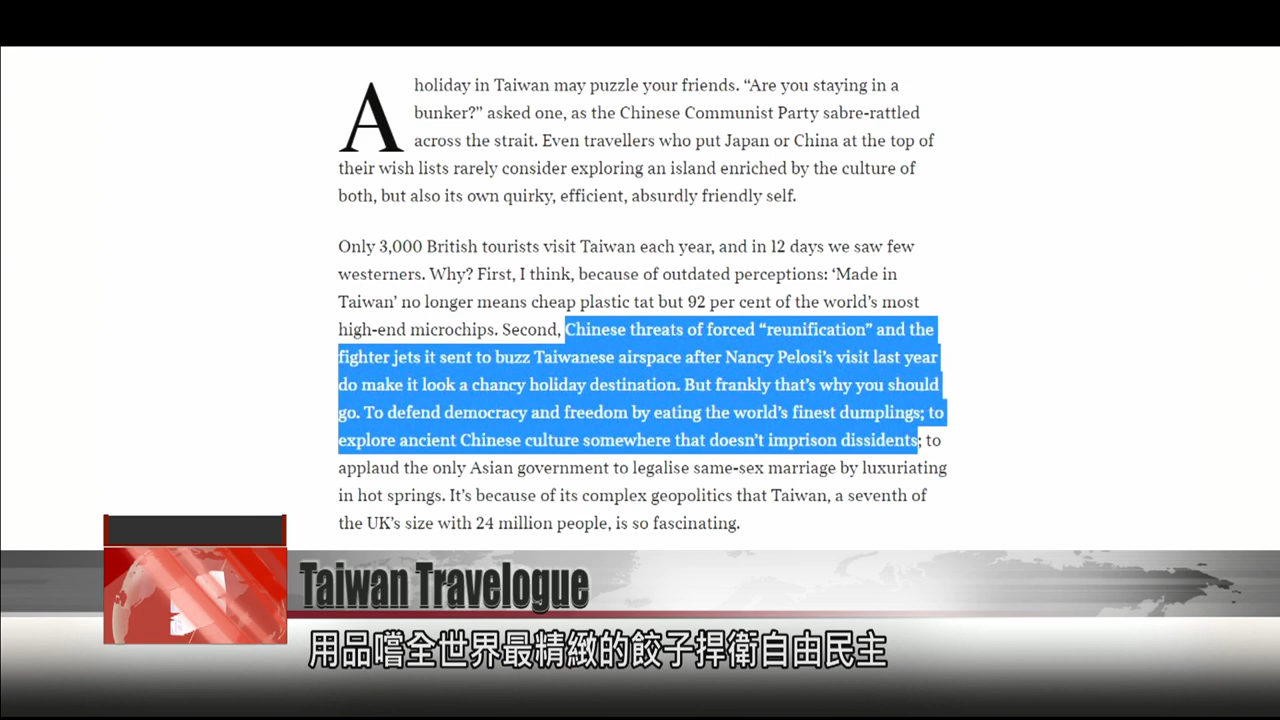 A holiday in Taiwan may puzzle your friends. “Are you staying in a
bunker?” asked one, as the Chinese Communist Party sabre-rattled
across the strait. Even travellers who put Japan or China at the top of
their wish lists rarely consider exploring an island enriched by the culture of
both, but also its own quirky, efficient, absurdly friendly self.
Only 3,000 British tourists visit Taiwan each year, and in 12 days we saw few
westerners. Why? First, I think, because of outdated perceptions: ‘Made in
Taiwan’ no longer means cheap plastic tat but 92 per cent of the world’s most
high-end microchips. Second, Chinese threats of forced “reunification” and the
fighter jets it sent to buzz Taiwanese airspace after Nancy Pelosi’s visit last year
do make it look a chancy holiday destination. But frankly that’s why you should
go. To defend democracy and freedom by eating the world’s finest dumplings; to
explore ancient Chinese culture somewhere that doesn’t imprison dissidents; to
applaud the only Asian government to legalise same-sex marriage by luxuriating
in hot springs. It’s because of its complex geopolitics that Taiwan, a seventh of
the UK’s size with 24 million people, is so fascinating.
Taiwan Travelogue
用品嚐全世界最精緻的餃子捍衛自由民主